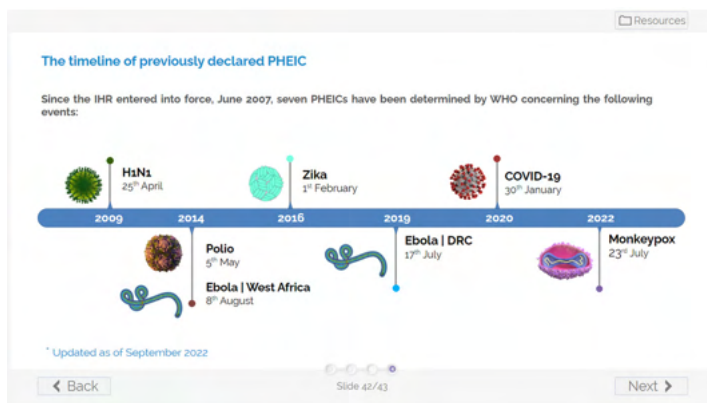 Resources
The timeline of previously declared PHEIC
Since the IHR entered into force, June 2007, seven PHEICs have been determined by WHO concerning the following
events:
H1N1
25th April
Zika
1st February
COVID-19
30th January
2009 2014 2016 2019 2020 2022
Polio
5th May
Ebola | West Africa
8th August
Ebola | DRC
17th July
Monkeypox
23rd July
* Updated as of September 2022
Back
Slide 42/43
Next